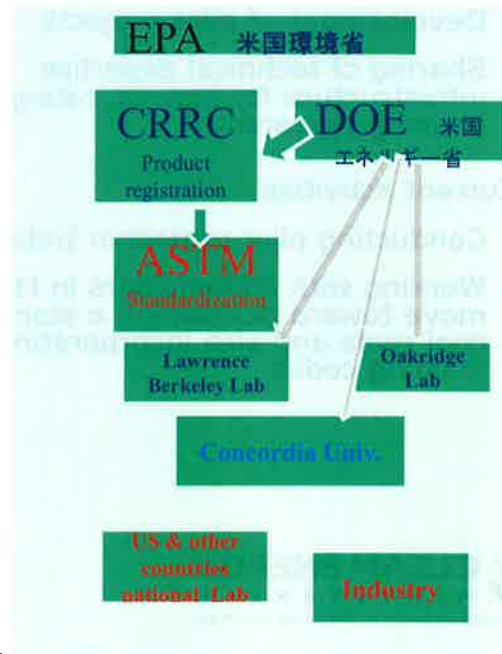 EPA 米国環境省
CRRC
Product
registration
DOE 米国
エネルギー省
ASTM
Standardization
Lawrence
Berkeley Lab
Oakridge
Lab
Concordia Univ.
US & other
countries
national Lab
Industry